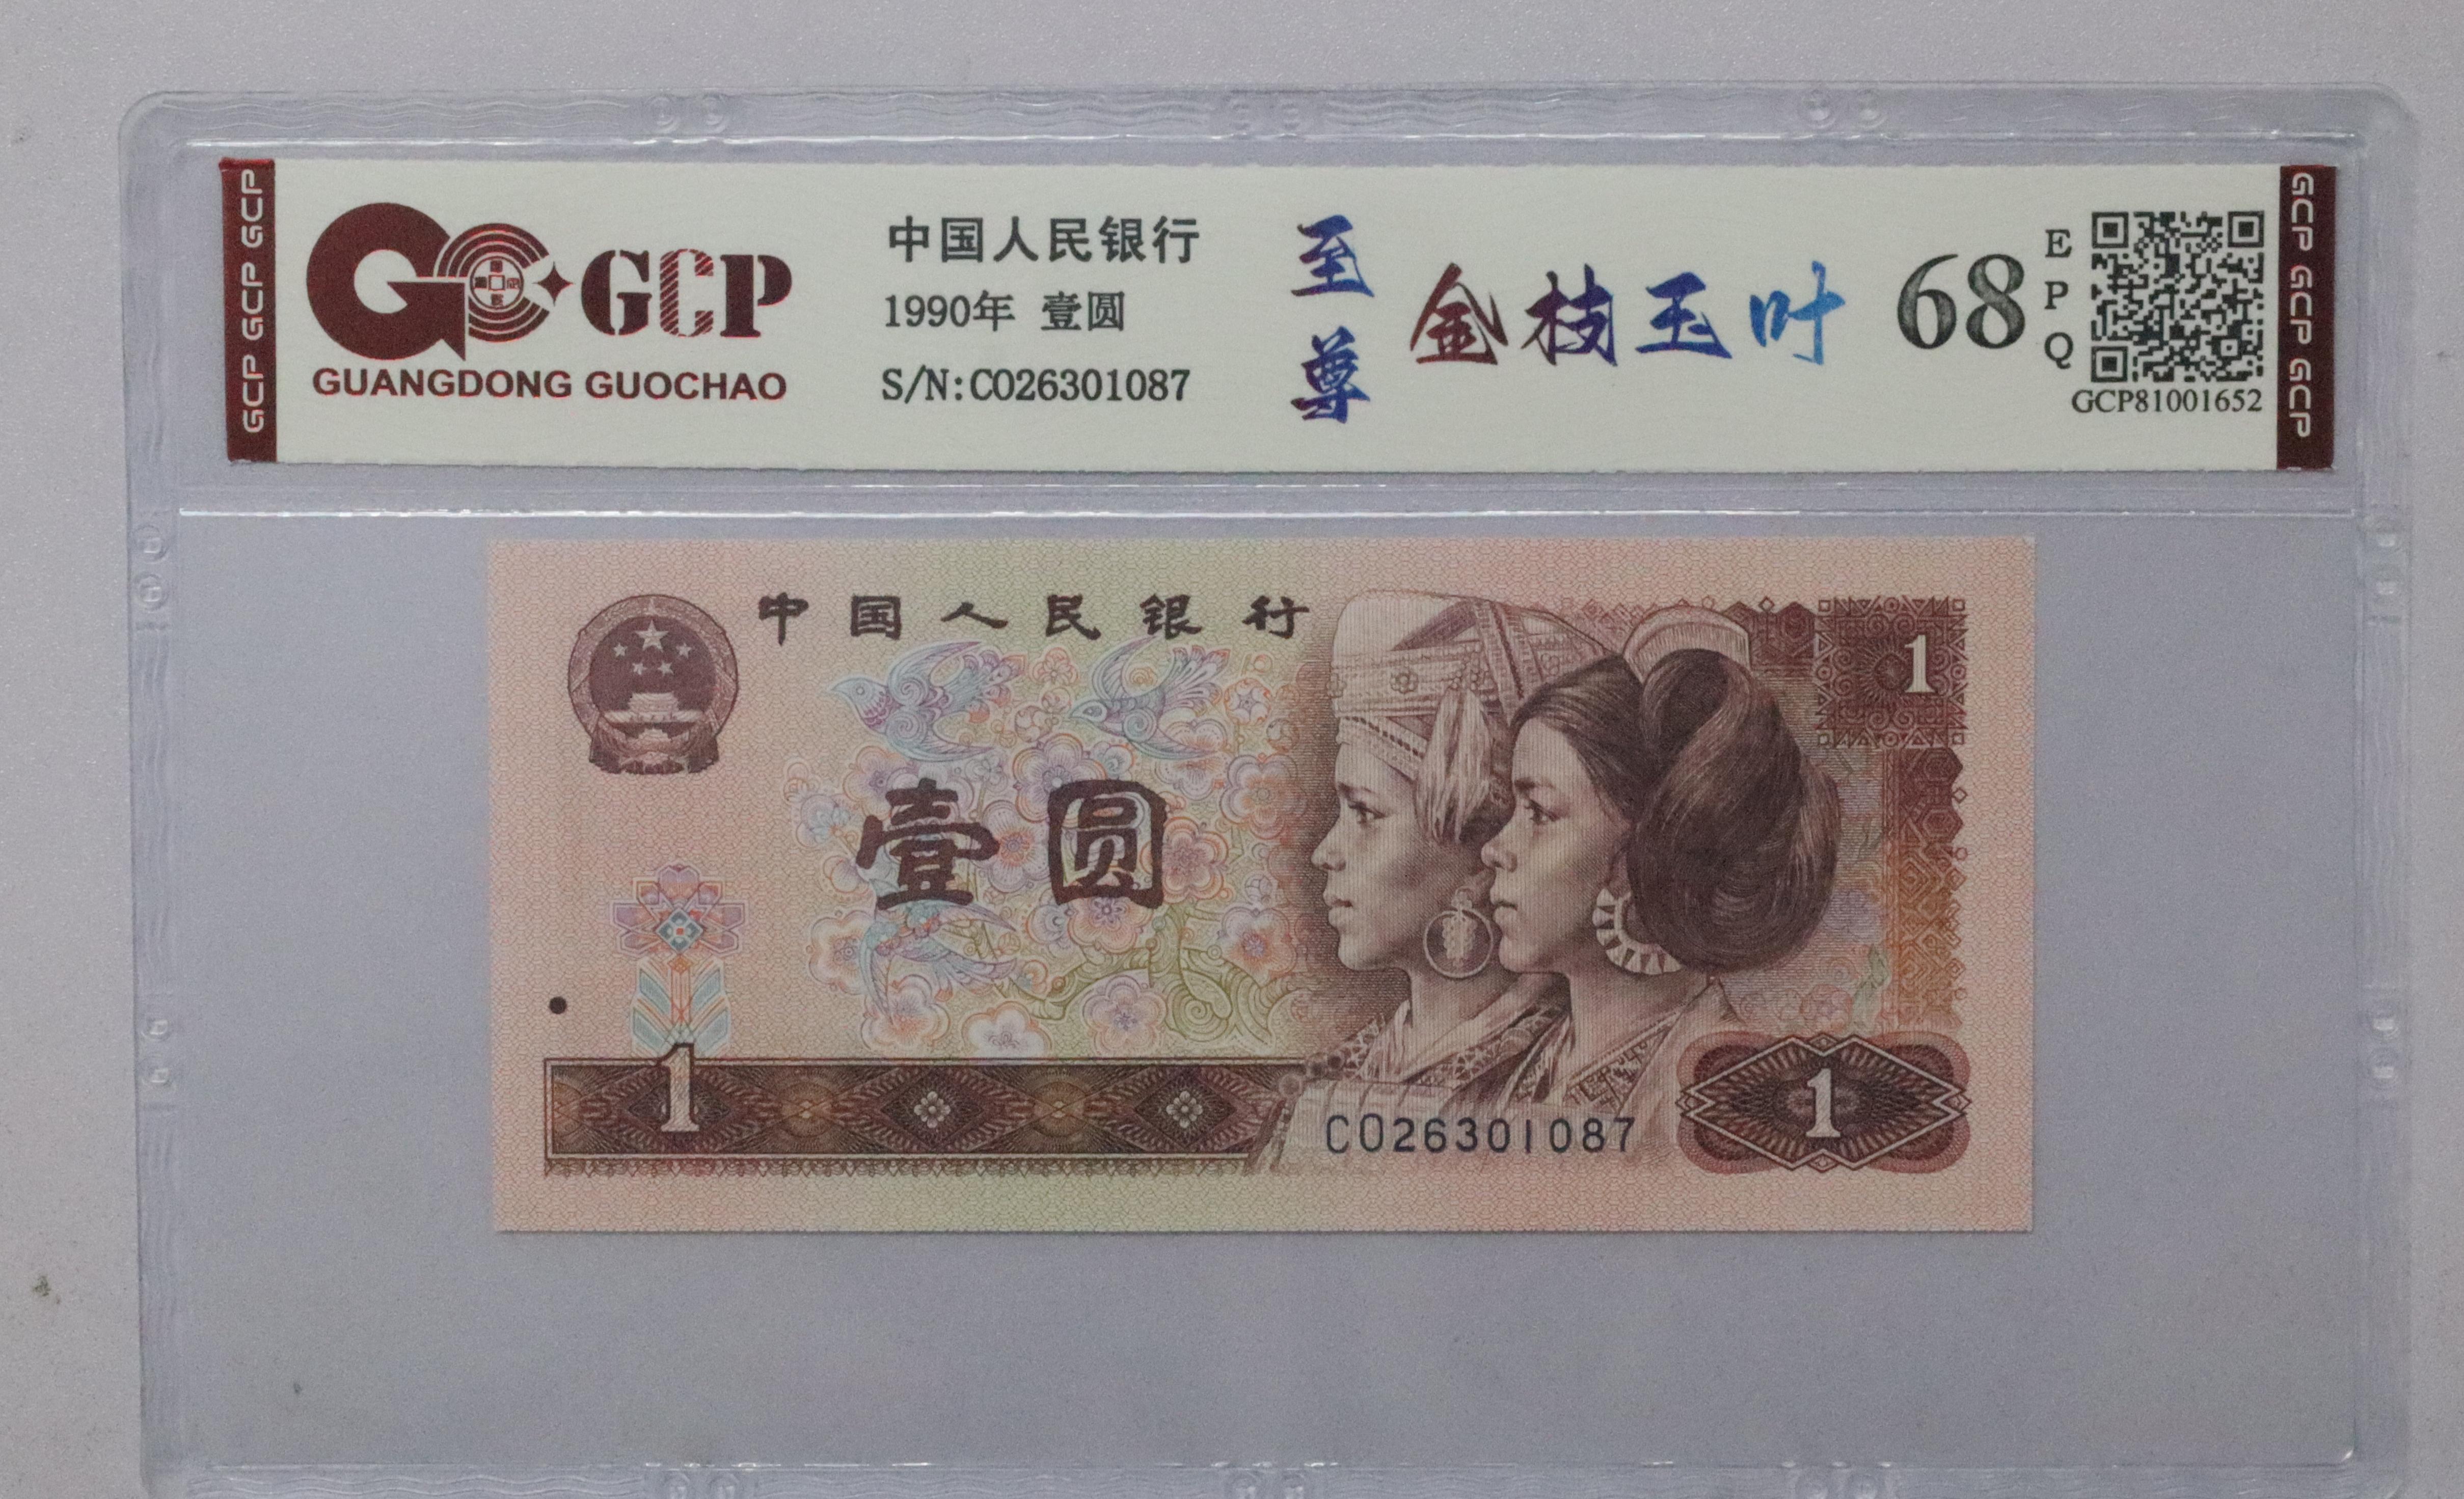 GCP GCP GCP
GCP
GUANGDONG GUOCHAO
中国人民银行
1990年 壹圆
S/N:CO26301087
至尊
金枝玉叶
68
EPQ
GCP81001652
GCP GCP GCP
中国人民银行
1
壹圆
1
CO26301087
1